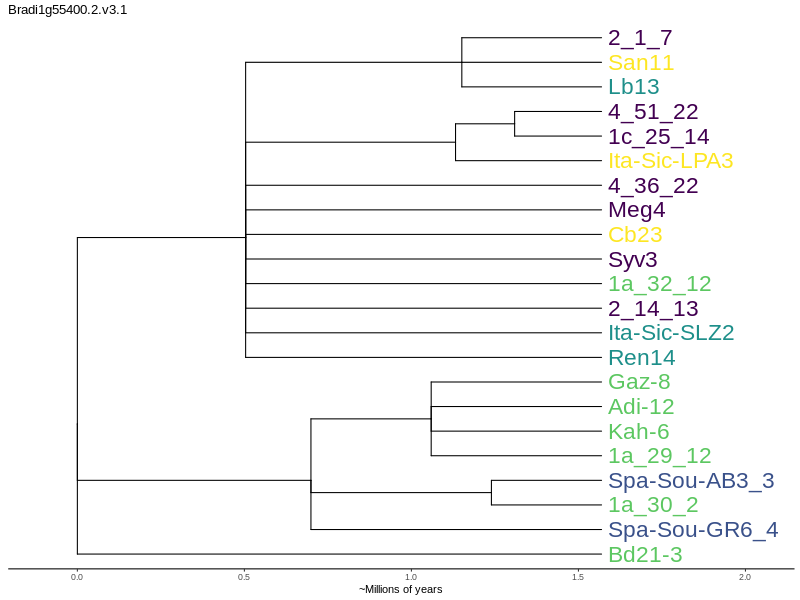 Bradi1g55400.2.v3.1
2_1_7
San11
Lb13
4_51_22
1c_25_14
Ita-Sic-LPA3
4_36_22
Meg4
Cb23
Syv3
1a_32_12
2_14_13
Ita-Sic-SLZ2
Ren14
Gaz-8
Adi-12
Kah-6
1a_29_12
Spa-Sou-AB3_3
1a_30_2
Spa-Sou-GR6_4
Bd21-3
0.0 0.5 1.0 1.5 2.0
~Millions of years